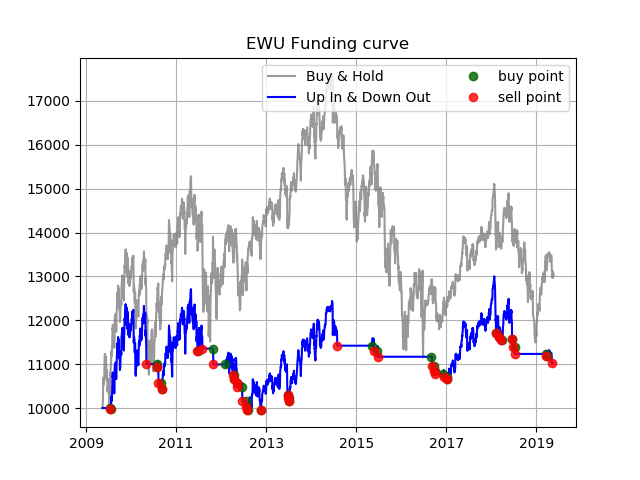 EWU Funding curve
Buy & Hold
Up In & Down Out
buy point
sell point
17000
16000
15000
14000
13000
12000
11000
10000
2009
2011
2013
2015
2017
2019